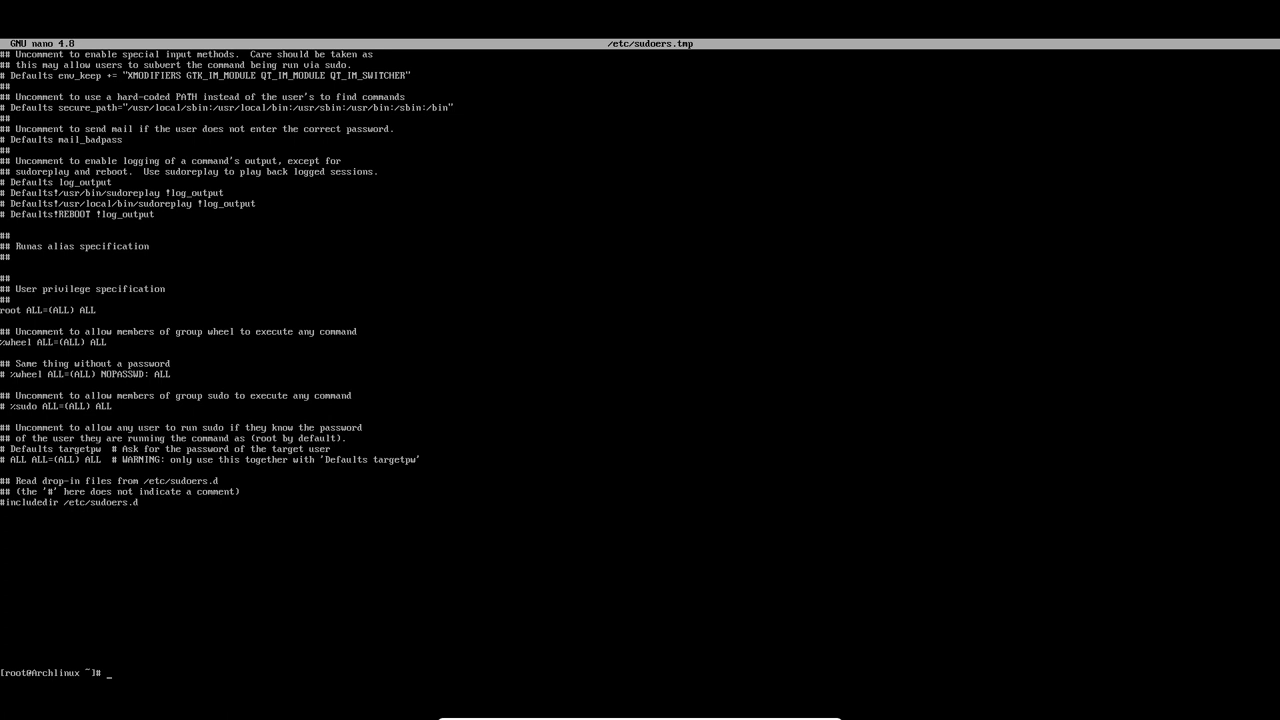 GNU nano 4.8 /etc/sudoers.tmp
## Uncomment to enable special input methods.  Care should be taken as
## this may allow users to subvert the command being run via sudo.
# Defaults env_keep += "XMODIFIERS GTK_IM_MODULE QT_IM_MODULE QT_IM_SWITCHER"
##
## Uncomment to use a hard-coded PATH instead of the user's to find commands
# Defaults secure_path="/usr/local/sbin:/usr/local/bin:/usr/sbin:/usr/bin:/sbin:/bin"
##
## Uncomment to send mail if the user does not enter the correct password.
# Defaults mail_badpass
##
## Uncomment to enable logging of a command's output, except for
## sudoreplay and reboot.  Use sudoreplay to play back logged sessions.
# Defaults log_output
# Defaults!/usr/bin/sudoreplay !log_output
# Defaults!/usr/local/bin/sudoreplay !log_output
# Defaults!REBOOT !log_output
##
## Runas alias specification
##
##
## User privilege specification
##
root ALL=(ALL) ALL
## Uncomment to allow members of group wheel to execute any command
%wheel ALL=(ALL) ALL
## Same thing without a password
# %wheel ALL=(ALL) NOPASSWD: ALL
## Uncomment to allow members of group sudo to execute any command
# %sudo ALL=(ALL) ALL
## Uncomment to allow any user to run sudo if they know the password
## of the user they are running the command as (root by default).
# Defaults targetpw  # Ask for the password of the target user
# ALL ALL=(ALL) ALL  # WARNING: only use this together with 'Defaults targetpw'
## Read drop-in files from /etc/sudoers.d
## (the '#' here does not indicate a comment)
#includedir /etc/sudoers.d
[root@Archlinux ~]# _